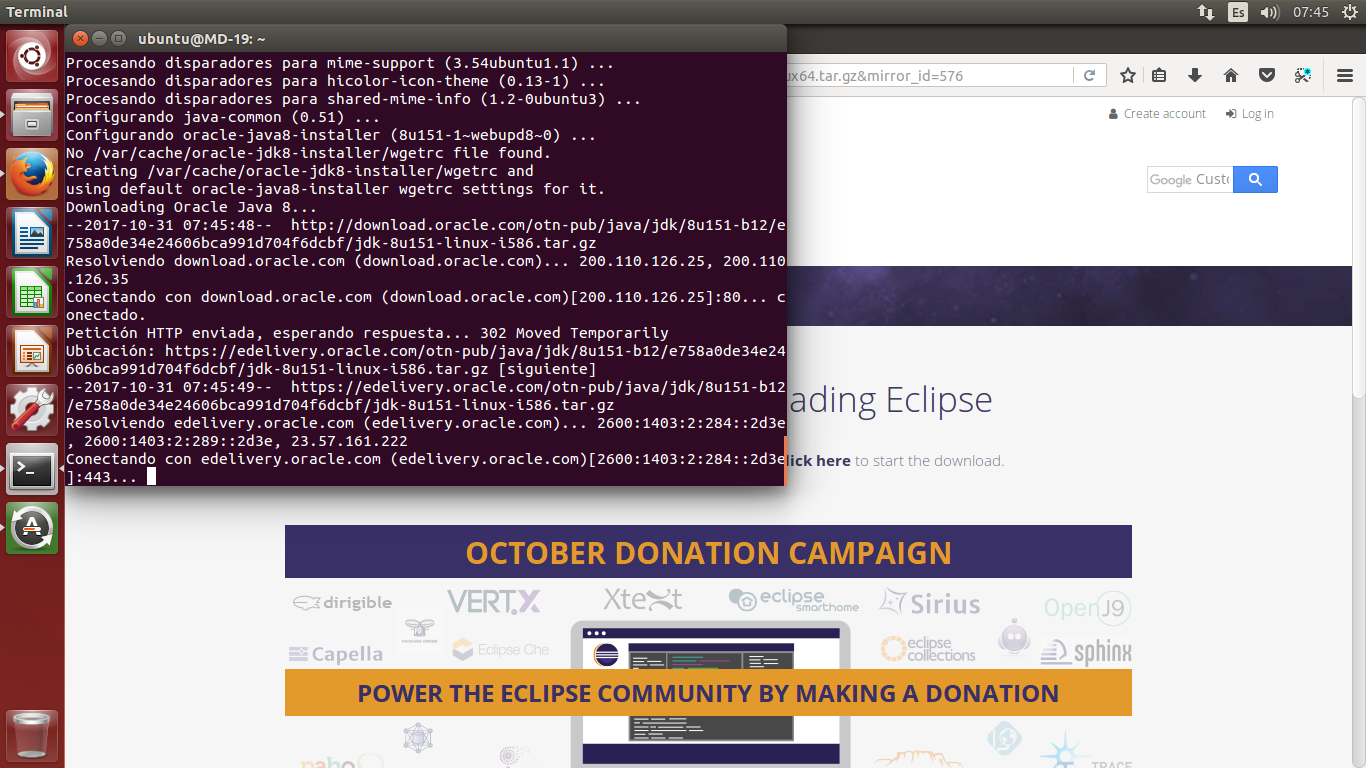 Terminal
Es
07:45
ubuntu@MD-19: ~
Procesando disparadores para mime-support (3.54ubuntu1.1) ...
Procesando disparadores para hicolor-icon-theme (0.13-1) ...
Procesando disparadores para shared-mime-info (1.2-0ubuntu3) ...
Configurando java-common (0.51) ...
Configurando oracle-java8-installer (8u151-1~webupd8~0) ...
No /var/cache/oracle-jdk8-installer/wgetrc file found.
Creating /var/cache/oracle-jdk8-installer/wgetrc and
using default oracle-java8-installer wgetrc settings for it.
Downloading Oracle Java 8...
--2017-10-31 07:45:48--  http://download.oracle.com/otn-pub/java/jdk/8u151-b12/e
758a0de34e24606bca991d704f6dcbf/jdk-8u151-linux-i586.tar.gz
Resolviendo download.oracle.com (download.oracle.com)... 200.110.126.25, 200.110
.126.35
Conectando con download.oracle.com (download.oracle.com)[200.110.126.25]:80... c
onectado.
Petición HTTP enviada, esperando respuesta... 302 Moved Temporarily
Ubicación: https://edelivery.oracle.com/otn-pub/java/jdk/8u151-b12/e758a0de34e24
606bca991d704f6dcbf/jdk-8u151-linux-i586.tar.gz [siguiente]
--2017-10-31 07:45:49--  https://edelivery.oracle.com/otn-pub/java/jdk/8u151-b12
/e758a0de34e24606bca991d704f6dcbf/jdk-8u151-linux-i586.tar.gz
Resolviendo edelivery.oracle.com (edelivery.oracle.com)... 2600:1403:2:284::2d3e
, 2600:1403:2:289::2d3e, 23.57.161.222
Conectando con edelivery.oracle.com (edelivery.oracle.com)[2600:1403:2:284::2d3e
]:443...
ux64.tar.gz&mirror_id=576
Create account
Log in
Google Custo
ading Eclipse
lick here to start the download.
OCTOBER DONATION CAMPAIGN
dirigible
VERT.X
Xtext
eclipse smarthome
Sirius
OpenJ9
Capella
Eclipse Che
eclipse collections
sphinx
POWER THE ECLIPSE COMMUNITY BY MAKING A DONATION
paho
TRACE